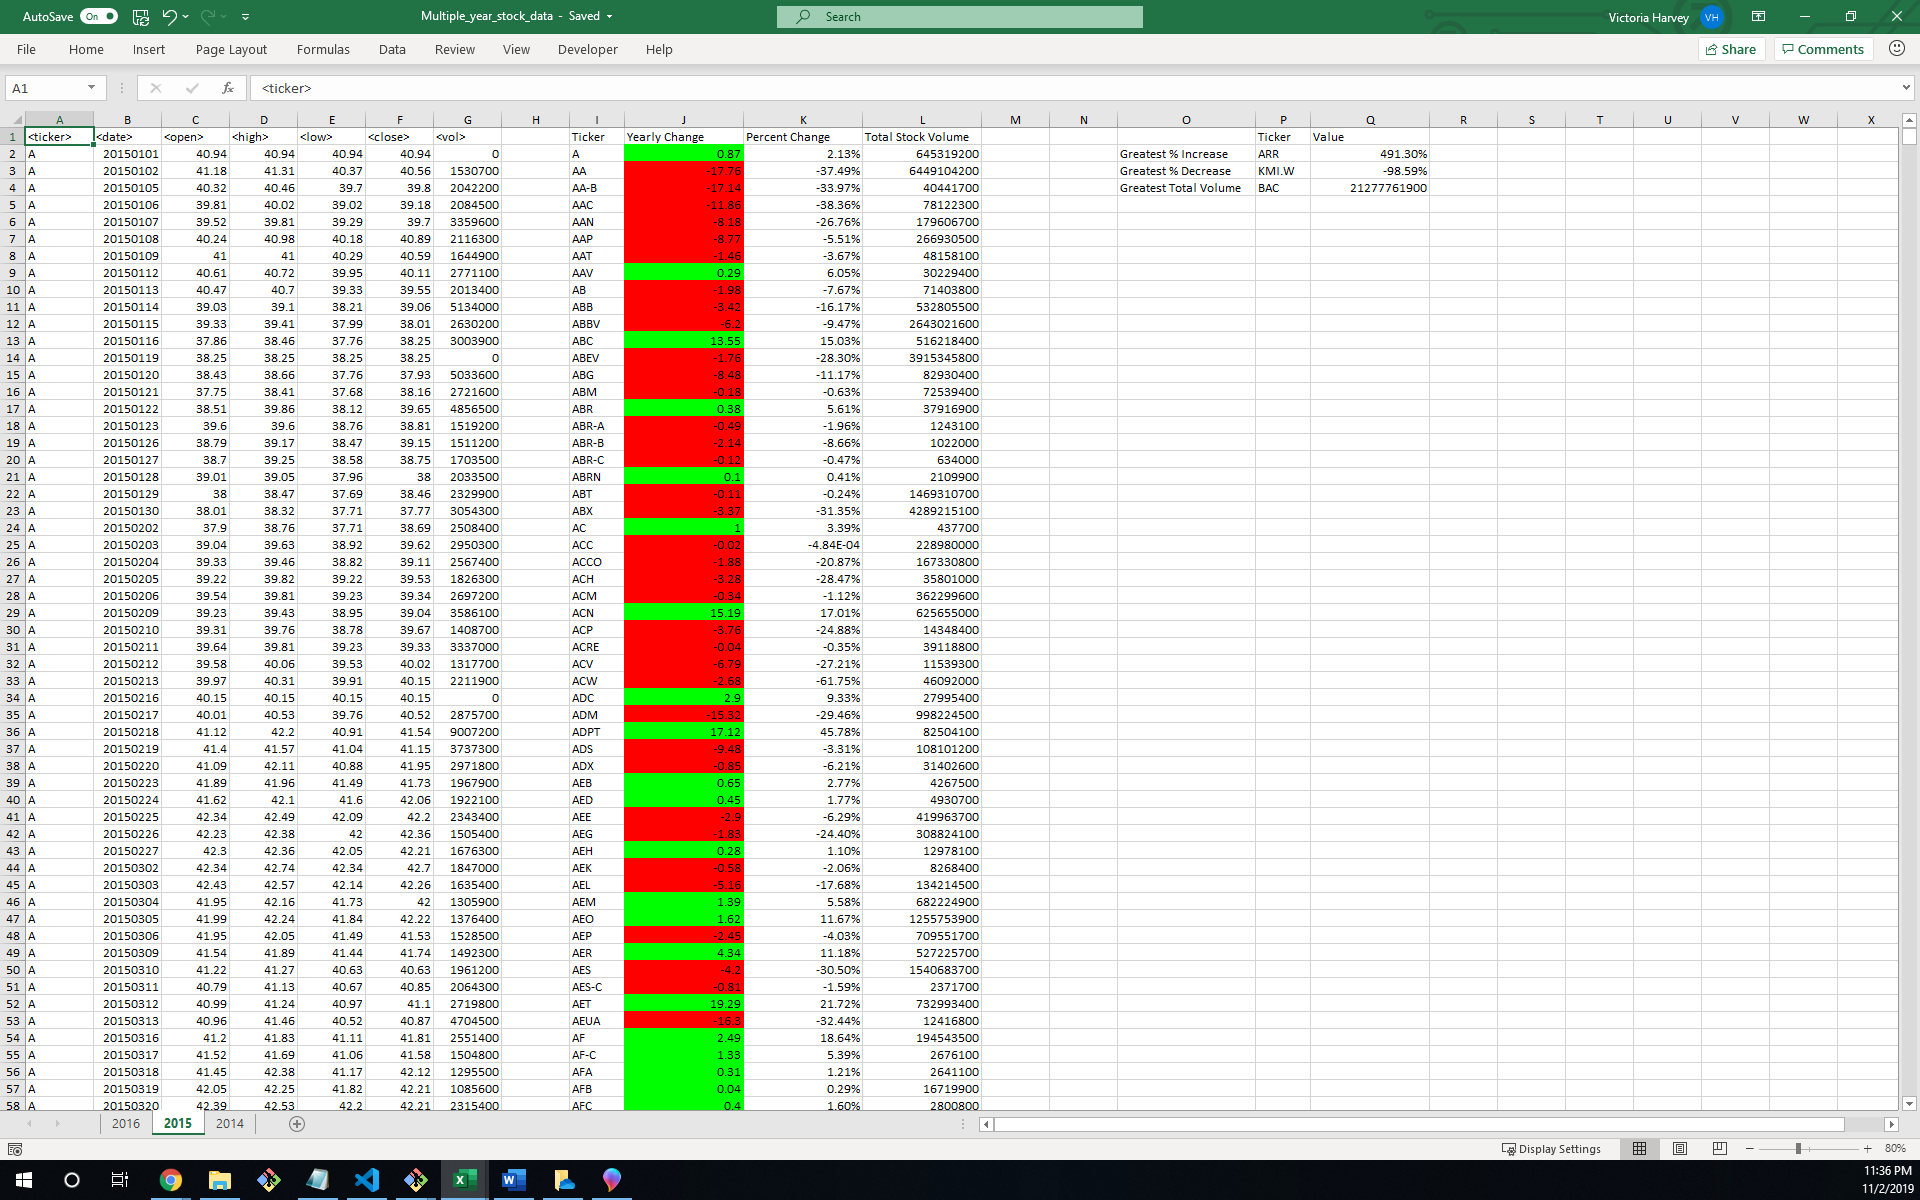 AutoSave On Multiple_year_stock_data - Saved Search Victoria Harvey VH
File Home Insert Page Layout Formulas Data Review View Developer Help Share Comments
A1 fx <ticker>
A B C D E F G H I J K L M N O P Q R S T U V W X
1 <ticker> <date> <open> <high> <low> <close> <vol> Ticker Yearly Change Percent Change Total Stock Volume Ticker Value
2 A 20150101 40.94 40.94 40.94 40.94 0 A 0.87 2.13% 645319200 Greatest % Increase ARR 491.30%
3 A 20150102 41.18 41.31 40.37 40.56 1530700 AA -17.76 -37.49% 6449104200 Greatest % Decrease KMI.W -98.59%
4 A 20150105 40.32 40.46 39.7 39.8 2042200 AA-B -17.14 -33.97% 40441700 Greatest Total Volume BAC 21277761900
5 A 20150106 39.81 40.02 39.02 39.18 2084500 AAC -11.86 -38.36% 78122300
6 A 20150107 39.52 39.81 39.29 39.7 3359600 AAN -8.18 -26.76% 179606700
7 A 20150108 40.24 40.98 40.18 40.89 2116300 AAP -8.77 -5.51% 266930500
8 A 20150109 41 41 40.29 40.59 1644900 AAT -1.46 -3.67% 48158100
9 A 20150112 40.61 40.72 39.95 40.11 2771100 AAV 0.29 6.05% 30229400
10 A 20150113 40.47 40.7 39.33 39.55 2013400 AB -1.98 -7.67% 71403800
11 A 20150114 39.03 39.1 38.21 39.06 5134000 ABB -3.42 -16.17% 532805500
12 A 20150115 39.33 39.41 37.99 38.01 2630200 ABBV -6.2 -9.47% 2643021600
13 A 20150116 37.86 38.46 37.76 38.25 3003900 ABC 13.55 15.03% 516218400
14 A 20150119 38.25 38.25 38.25 38.25 0 ABEV -1.76 -28.30% 3915345800
15 A 20150120 38.43 38.66 37.76 37.93 5033600 ABG -8.48 -11.17% 82930400
16 A 20150121 37.75 38.41 37.68 38.16 2721600 ABM -0.18 -0.63% 72539400
17 A 20150122 38.51 39.86 38.12 39.65 4856500 ABR 0.38 5.61% 37916900
18 A 20150123 39.6 39.6 38.76 38.81 1519200 ABR-A -0.49 -1.96% 1243100
19 A 20150126 38.79 39.17 38.47 39.15 1511200 ABR-B -2.14 -8.66% 1022000
20 A 20150127 38.7 39.25 38.58 38.75 1703500 ABR-C -0.12 -0.47% 634000
21 A 20150128 39.01 39.05 37.96 38 2033500 ABRN 0.1 0.41% 2109900
22 A 20150129 38 38.47 37.69 38.46 2329900 ABT -0.11 -0.24% 1469310700
23 A 20150130 38.01 38.32 37.71 37.77 3054300 ABX -3.37 -31.35% 4289215100
24 A 20150202 37.9 38.76 37.71 38.69 2508400 AC 1 3.39% 437700
25 A 20150203 39.04 39.63 38.92 39.62 2950300 ACC -0.02 -4.84E-04 228980000
26 A 20150204 39.33 39.46 38.82 39.11 2567400 ACCO -1.88 -20.87% 167330800
27 A 20150205 39.22 39.82 39.22 39.53 1826300 ACH -3.28 -28.47% 35801000
28 A 20150206 39.54 39.81 39.23 39.34 2697200 ACM -0.34 -1.12% 362299600
29 A 20150209 39.23 39.43 38.95 39.04 3586100 ACN 15.19 17.01% 625655000
30 A 20150210 39.31 39.76 38.78 39.67 1408700 ACP -3.76 -24.88% 14348400
31 A 20150211 39.64 39.81 39.23 39.33 3337000 ACRE -0.04 -0.35% 39118800
32 A 20150212 39.58 40.06 39.53 40.02 1317700 ACV -6.79 -27.21% 11539300
33 A 20150213 39.97 40.31 39.91 40.15 2211900 ACW -2.68 -61.75% 46092000
34 A 20150216 40.15 40.15 40.15 40.15 0 ADC 2.9 9.33% 27995400
35 A 20150217 40.01 40.53 39.76 40.52 2875700 ADM -15.32 -29.46% 998224500
36 A 20150218 41.12 42.2 40.91 41.54 9007200 ADPT 17.12 45.78% 82504100
37 A 20150219 41.4 41.57 41.04 41.15 3737300 ADS -9.48 -3.31% 108101200
38 A 20150220 41.09 42.11 40.88 41.95 2971800 ADX -0.85 -6.21% 31402600
39 A 20150223 41.89 41.96 41.49 41.73 1967900 AEB 0.65 2.77% 4267500
40 A 20150224 41.62 42.1 41.6 42.06 1922100 AED 0.45 1.77% 4930700
41 A 20150225 42.34 42.49 42.09 42.2 2343400 AEE -2.9 -6.29% 419963700
42 A 20150226 42.23 42.38 42 42.36 1505400 AEG -1.83 -24.40% 308824100
43 A 20150227 42.3 42.36 42.05 42.21 1676300 AEH 0.28 1.10% 12978100
44 A 20150302 42.34 42.74 42.34 42.7 1847000 AEK -0.58 -2.06% 8268400
45 A 20150303 42.43 42.57 42.14 42.26 1635400 AEL -5.16 -17.68% 134214500
46 A 20150304 41.95 42.16 41.73 42 1305900 AEM 1.39 5.58% 682224900
47 A 20150305 41.99 42.24 41.84 42.22 1376400 AEO 1.62 11.67% 1255753900
48 A 20150306 41.95 42.05 41.49 41.53 1528500 AEP -2.45 -4.03% 709551700
49 A 20150309 41.54 41.89 41.44 41.74 1492300 AER 4.34 11.18% 527225700
50 A 20150310 41.22 41.27 40.63 40.63 1961200 AES -4.2 -30.50% 1540683700
51 A 20150311 40.79 41.13 40.67 40.85 2064300 AES-C -0.81 -1.59% 2371700
52 A 20150312 40.99 41.24 40.97 41.1 2719800 AET 19.29 21.72% 732993400
53 A 20150313 40.96 41.46 40.52 40.87 4704500 AEUA -16.3 -32.44% 12416800
54 A 20150316 41.2 41.83 41.11 41.81 2551400 AF 2.49 18.64% 194543500
55 A 20150317 41.52 41.69 41.06 41.58 1504800 AF-C 1.33 5.39% 2676100
56 A 20150318 41.45 42.38 41.17 42.12 1295500 AFA 0.31 1.21% 2641100
57 A 20150319 42.05 42.25 41.82 42.21 1085600 AFB 0.04 0.29% 16719900
58 A 20150320 42.39 42.53 42.2 42.21 2315400 AFC 0.4 1.60% 2800800
2016 2015 2014
Display Settings 80%
11:36 PM
11/2/2019